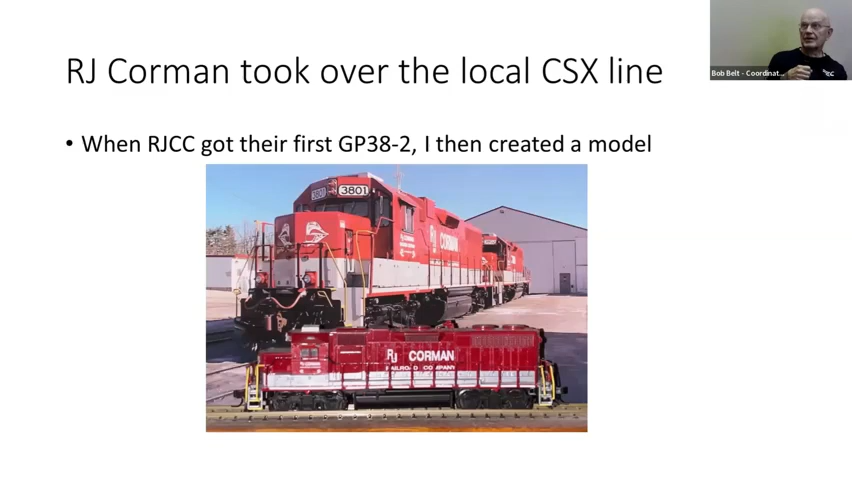 RJ Corman took over the local CSX line
Bob Belt - Coordinat...
• When RJCC got their first GP38-2, I then created a model
3801
3801
RJ CORMAN
RJ CORMAN
RAILROAD COMPANY